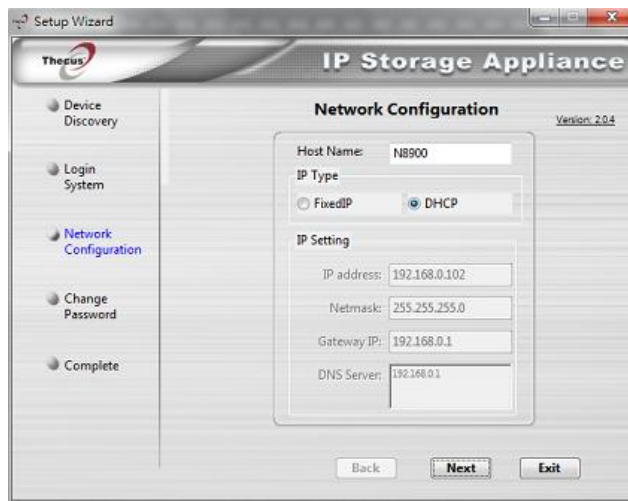 Setup Wizard
Thecus
IP Storage Appliance
Device
Discovery
Login
System
Network
Configuration
Change
Password
Complete
Network Configuration
Version: 2.0.4
Host Name: N8900
IP Type
FixedIP DHCP
IP Setting
IP address: 192.168.0.102
Netmask: 255.255.255.0
Gateway IP: 192.168.0.1
DNS Server: 192.168.0.1
Back Next Exit